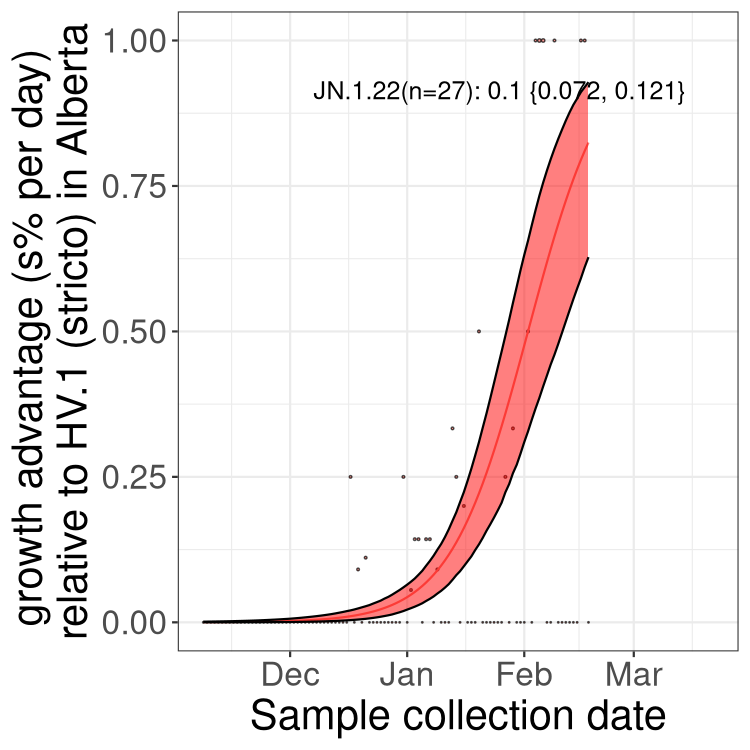 growth advantage (s% per day)
relative to HV.1 (stricto) in Alberta
1.00
0.75
0.50
0.25
0.00
JN.1.22(n=27): 0.1 {0.072, 0.121}
Dec
Jan
Feb
Mar
Sample collection date